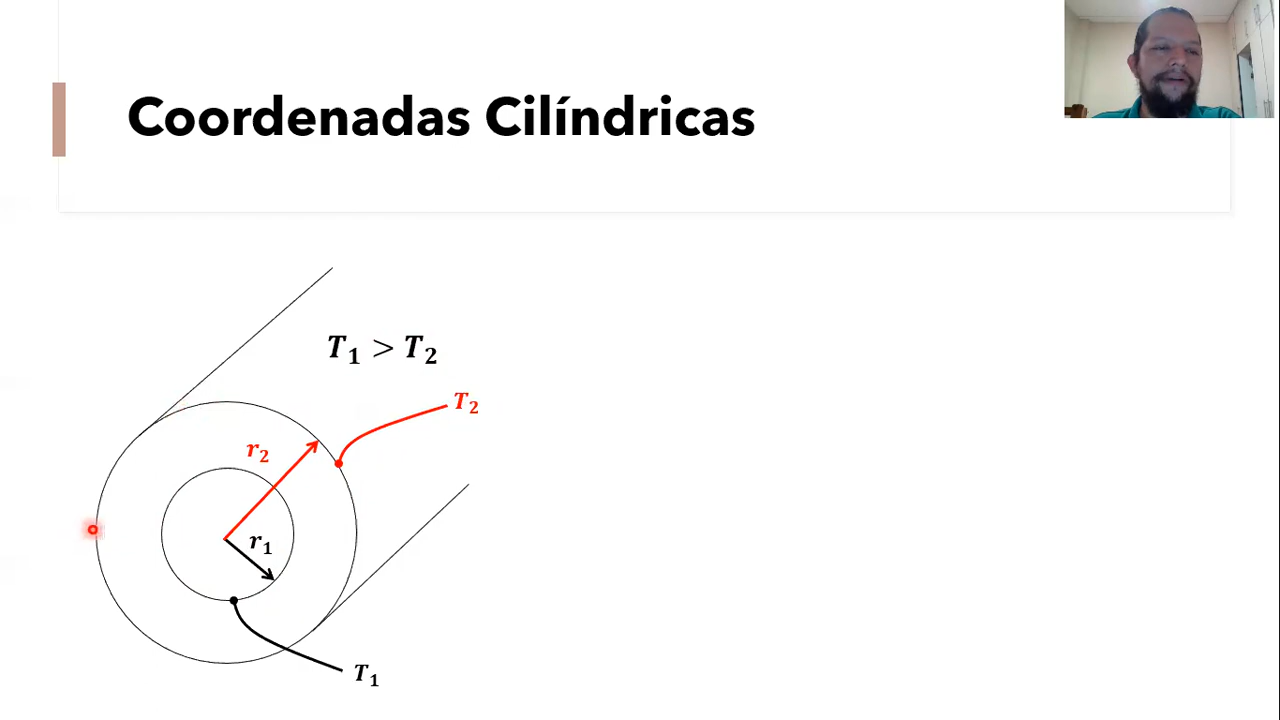 Coordenadas Cilíndricas
T₁ > T₂
T₂
r₂
r₁
T₁